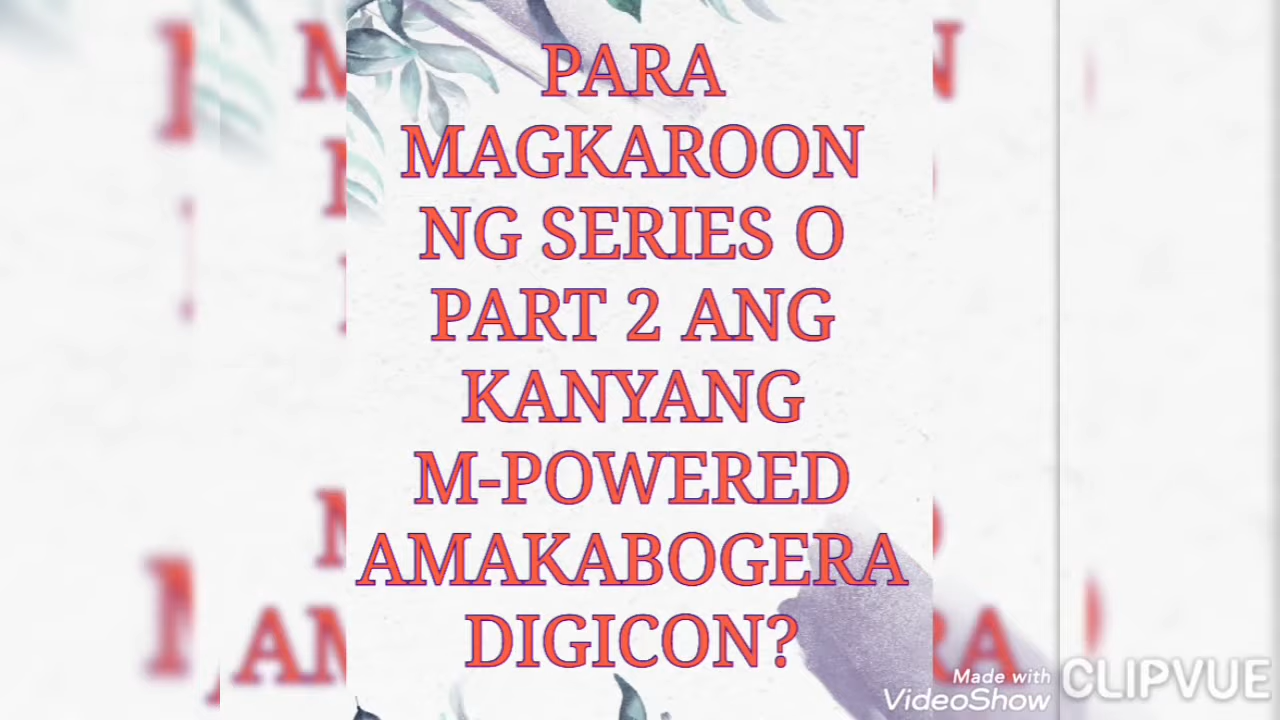 PARA
MAGKAROON
NG SERIES O
PART 2 ANG
KANYANG
M-POWERED
AMAKABOGERA
DIGICON?
Made with
VideoShow
CLIPVUE